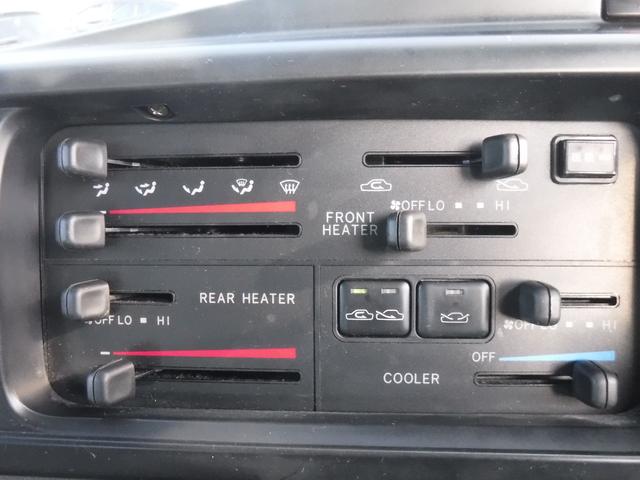 OFF LO HI
FRONT
HEATER
REAR HEATER
OFF LO HI
OFF LO HI
OFF
COOLER